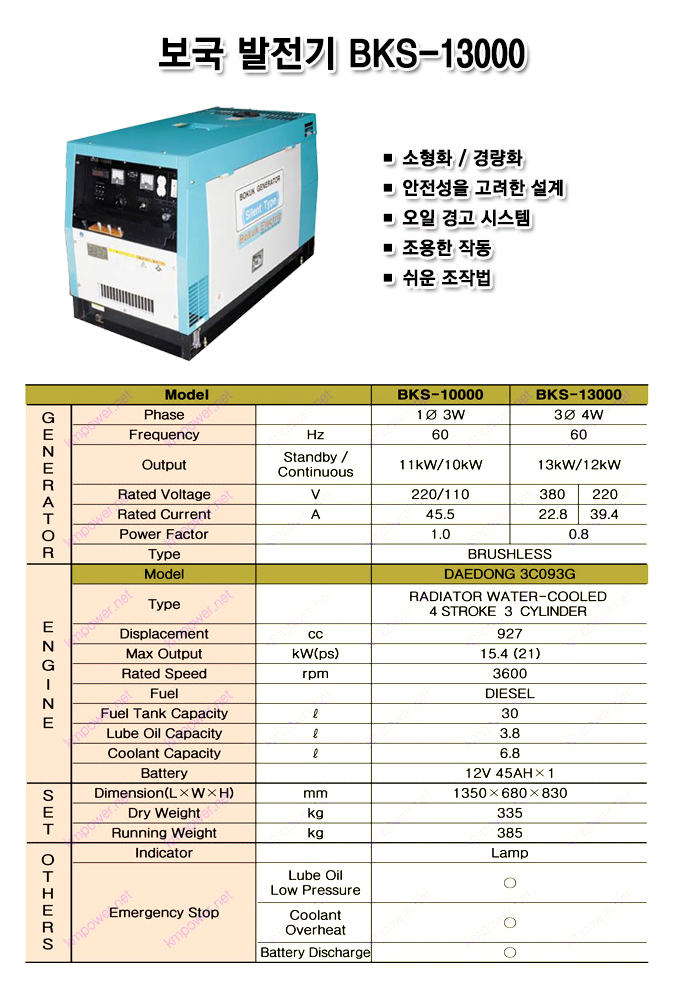 보국 발전기 BKS-13000
■ 소형화 / 경량화
■ 안전성을 고려한 설계
■ 오일 경고 시스템
■ 조용한 작동
■ 쉬운 조작법
BOKUK GENERATOR
Silent Type
Bokuk Electro
Model BKS-10000 BKS-13000
GENERATOR
Phase 1∅ 3W 3∅ 4W
Frequency Hz 60 60
Output Standby / Continuous 11kW/10kW 13kW/12kW
Rated Voltage V 220/110 380 220
Rated Current A 45.5 22.8 39.4
Power Factor 1.0 0.8
Type BRUSHLESS
ENGINE
Model DAEDONG 3C093G
Type RADIATOR WATER-COOLED
4 STROKE 3 CYLINDER
Displacement cc 927
Max Output kW(ps) 15.4 (21)
Rated Speed rpm 3600
Fuel DIESEL
Fuel Tank Capacity ℓ 30
Lube Oil Capacity ℓ 3.8
Coolant Capacity ℓ 6.8
Battery 12V 45AH×1
SET
Dimension(L×W×H) mm 1350×680×830
Dry Weight kg 335
Running Weight kg 385
OTHERS
Indicator Lamp
Emergency Stop
Lube Oil
Low Pressure ○
Coolant
Overheat ○
Battery Discharge ○
kmpower.net